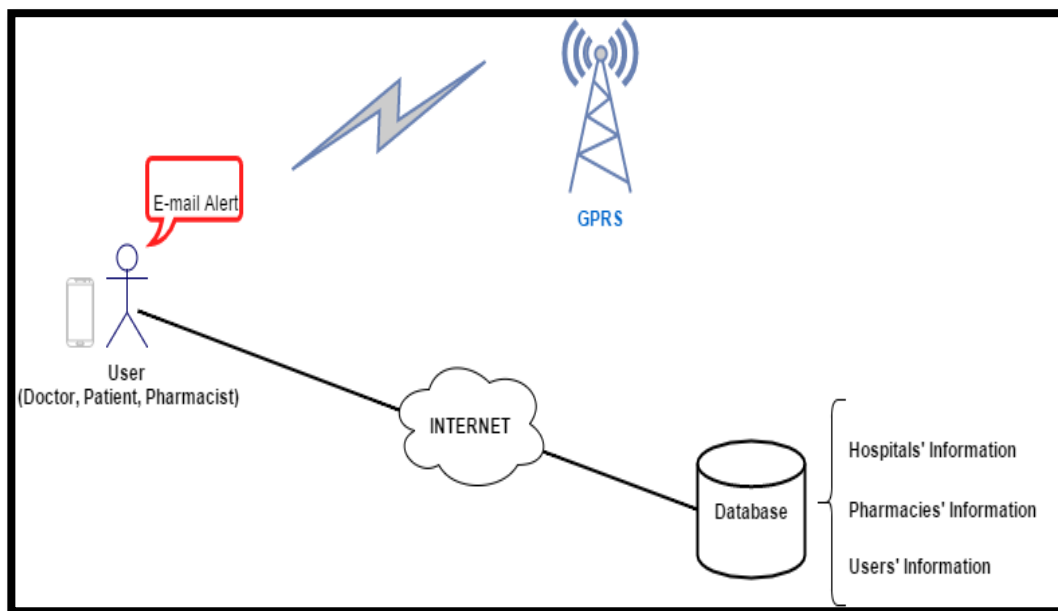 E-mail Alert
GPRS
User
(Doctor, Patient, Pharmacist)
INTERNET
Database
Hospitals' Information
Pharmacies' Information
Users' Information